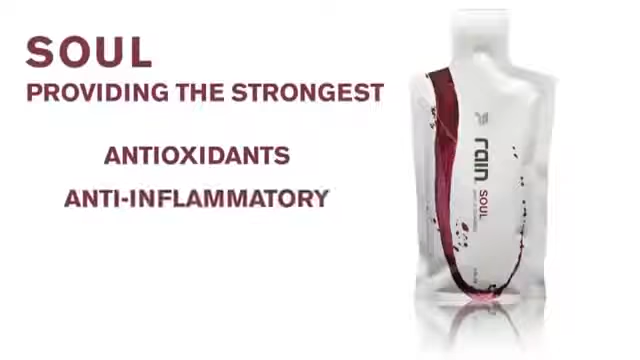 SOUL
PROVIDING THE STRONGEST
ANTIOXIDANTS
ANTI-INFLAMMATORY
rain
SOUL